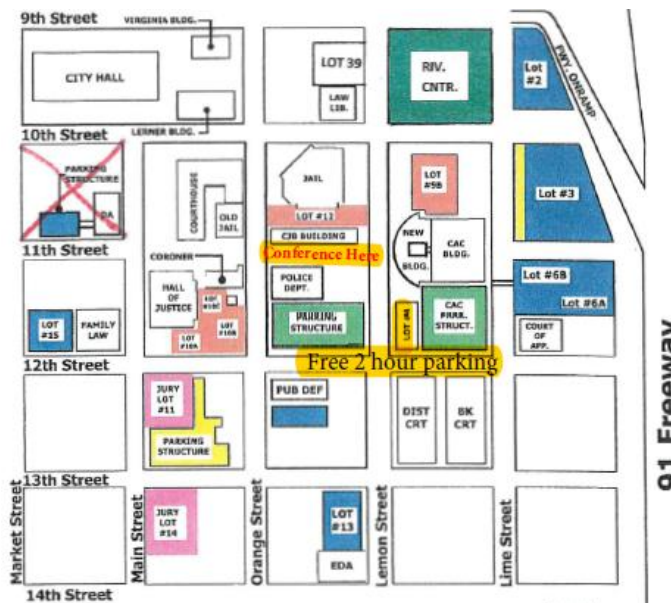 9th Street
VIRGINIA BLDG.
CITY HALL
LERNER BLDG.
LOT 39
LAW
LIB.
RIV.
CNTR.
Lot
#2
FWY. ONRAMP
10th Street
PARKING
STRUCTURE
DA
COURTHOUSE
OLD
JAIL
JAIL
LOT #12
CJB BUILDING
LOT
#9B
NEW
BLDG.
CAC
BLDG.
Lot #3
11th Street
Conference Here
CORONER
HALL
OF
JUSTICE
LOT
#10C
LOT
#10B
LOT
#10A
POLICE
DEPT.
PARKING
STRUCTURE
CAC
PARK.
STRUCT.
Lot #6B
Lot #6A
COURT
OF
APP.
LOT
#15
FAMILY
LAW
12th Street
Free 2 hour parking
JURY
LOT
#11
PARKING
STRUCTURE
PUB DEF
DIST
CRT
BK
CRT
91 Freeway
13th Street
Market Street
Main Street
Orange Street
Lemon Street
Lime Street
JURY
LOT
#14
LOT
#13
EDA
14th Street